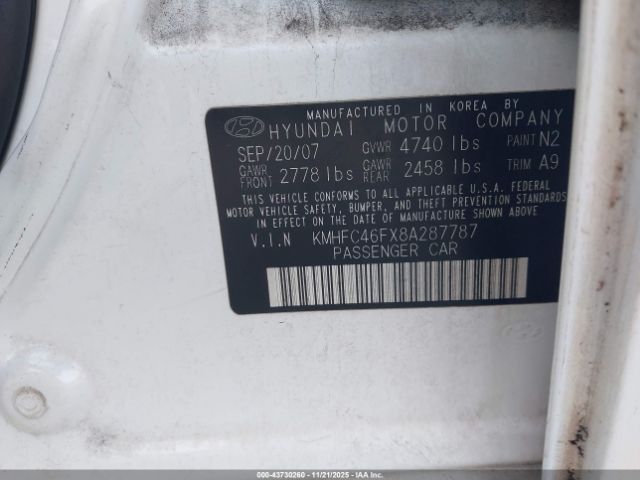 MANUFACTURED IN KOREA BY
HYUNDAI MOTOR COMPANY
SEP/20/07 GVWR 4740 lbs PAINT N2
GAWR FRONT 2778 lbs GAWR REAR 2458 lbs TRIM A9
THIS VEHICLE CONFORMS TO ALL APPLICABLE U.S.A. FEDERAL
MOTOR VEHICLE SAFETY, BUMPER, AND THEFT PREVENTION
STANDARDS IN EFFECT ON THE DATE OF MANUFACTURE SHOWN ABOVE.
V.I.N KMHFC46FX8A287787
PASSENGER CAR
000-43730260 - 11/21/2025 - IAAI.COM